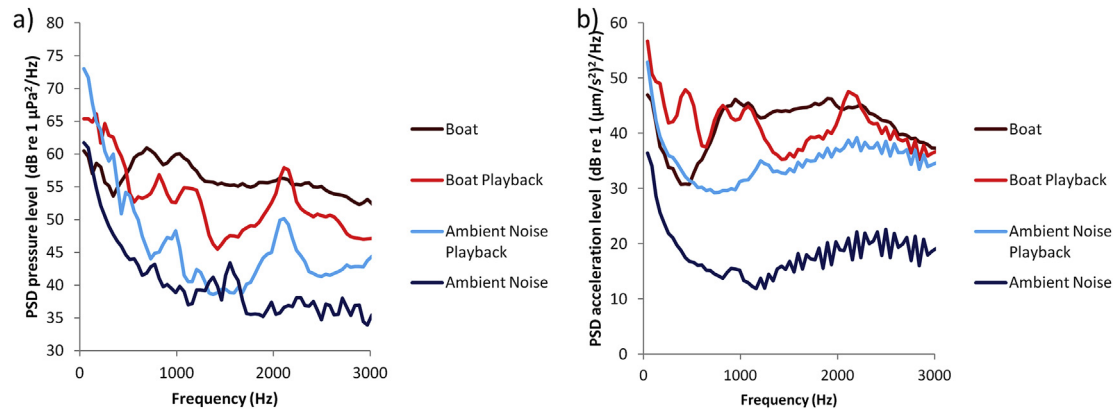 a)
80
75
70
65
60
55
50
45
40
35
30
PSD pressure level (dB re 1 µPa²/Hz)
0
1000
2000
3000
Frequency (Hz)
Boat
Boat Playback
Ambient Noise
Playback
Ambient Noise
b)
60
50
40
30
20
10
0
PSD acceleration level (dB re 1 (µm/s²)²/Hz)
0
1000
2000
3000
Frequency (Hz)
Boat
Boat Playback
Ambient Noise
Playback
Ambient Noise